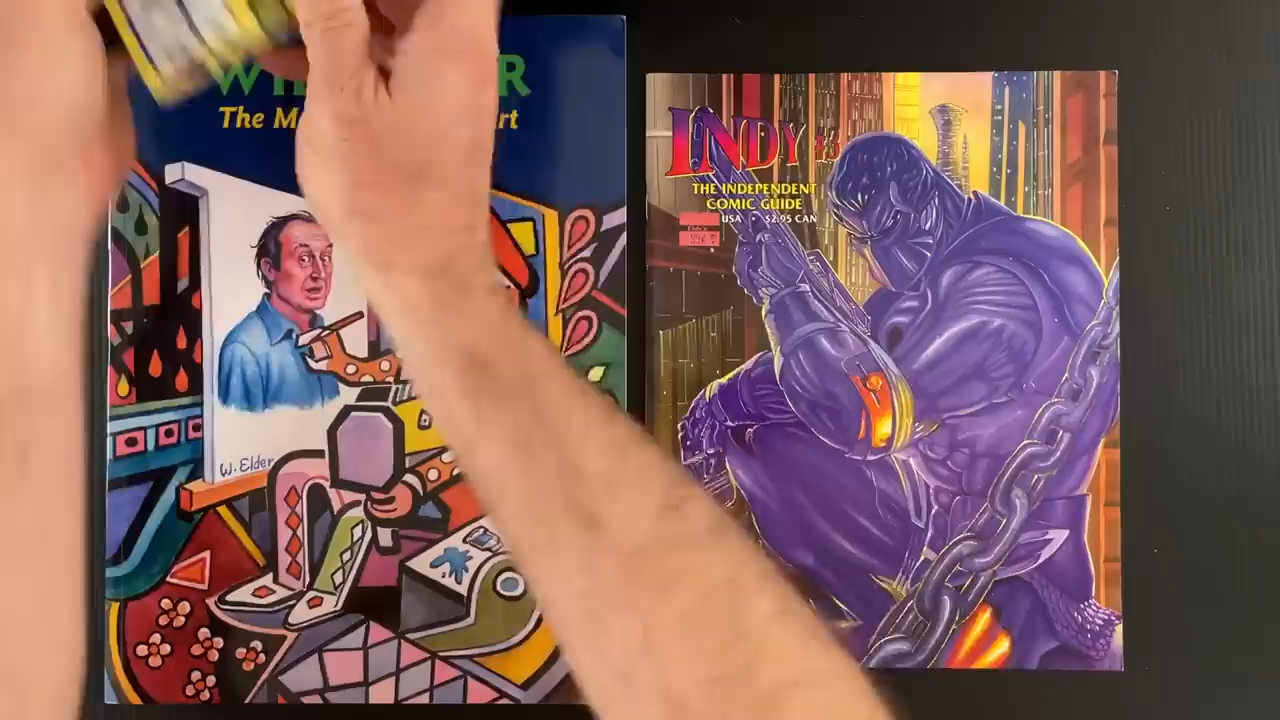 The M
rt
W. Elder
INDY #3
THE INDEPENDENT
COMIC GUIDE
USA • $2.95 CAN